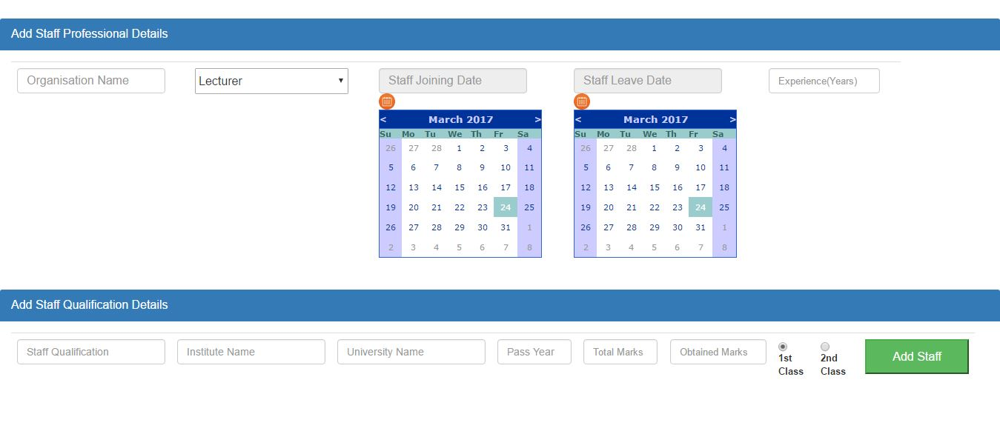 Add Staff Professional Details
Organisation Name Lecturer Staff Joining Date Staff Leave Date Experience(Years)
< March 2017 > < March 2017 >
Su Mo Tu We Th Fr Sa Su Mo Tu We Th Fr Sa
26 27 28 1 2 3 4 26 27 28 1 2 3 4
5 6 7 8 9 10 11 5 6 7 8 9 10 11
12 13 14 15 16 17 18 12 13 14 15 16 17 18
19 20 21 22 23 24 25 19 20 21 22 23 24 25
26 27 28 29 30 31 1 26 27 28 29 30 31 1
2 3 4 5 6 7 8 2 3 4 5 6 7 8
Add Staff Qualification Details
Staff Qualification Institute Name University Name Pass Year Total Marks Obtained Marks 1st Class 2nd Class Add Staff